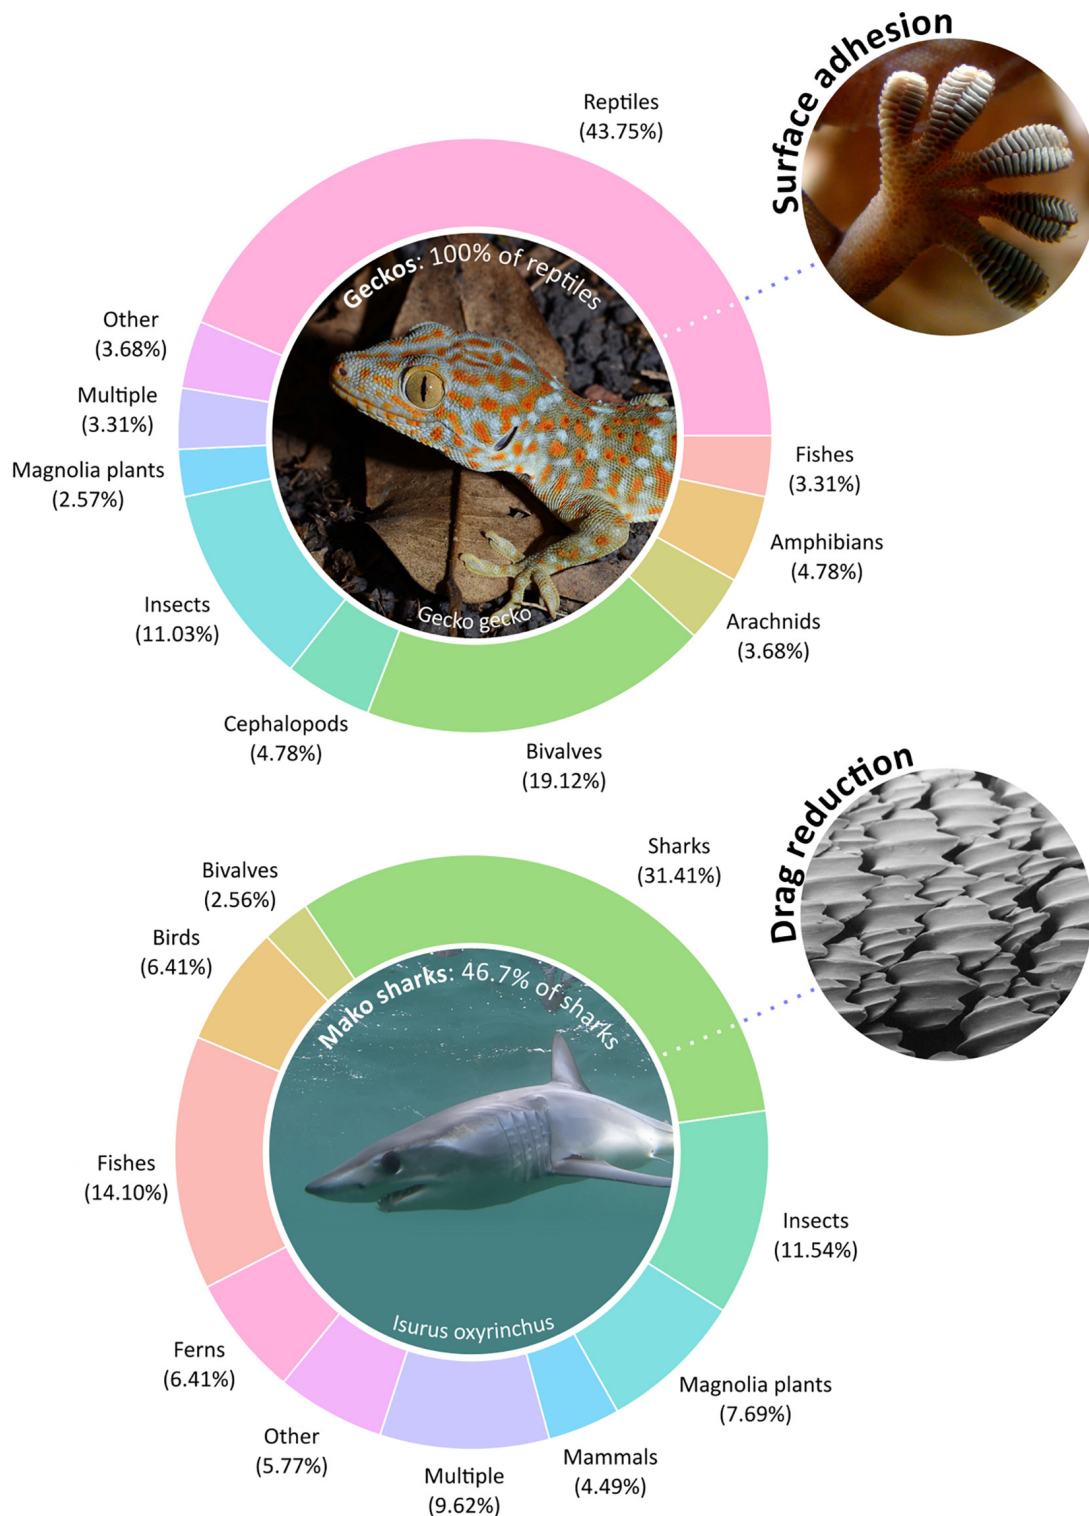 Surface adhesion
Reptiles
(43.75%)
Geckos: 100% of reptiles
Other
(3.68%)
Multiple
(3.31%)
Magnolia plants
(2.57%)
Fishes
(3.31%)
Amphibians
(4.78%)
Insects
(11.03%)
Arachnids
(3.68%)
Gecko gecko
Cephalopods
(4.78%)
Bivalves
(19.12%)
Drag reduction
Sharks
(31.41%)
Bivalves
(2.56%)
Birds
(6.41%)
Mako sharks: 46.7% of sharks
Fishes
(14.10%)
Insects
(11.54%)
Isurus oxyrinchus
Ferns
(6.41%)
Magnolia plants
(7.69%)
Other
(5.77%)
Mammals
(4.49%)
Multiple
(9.62%)